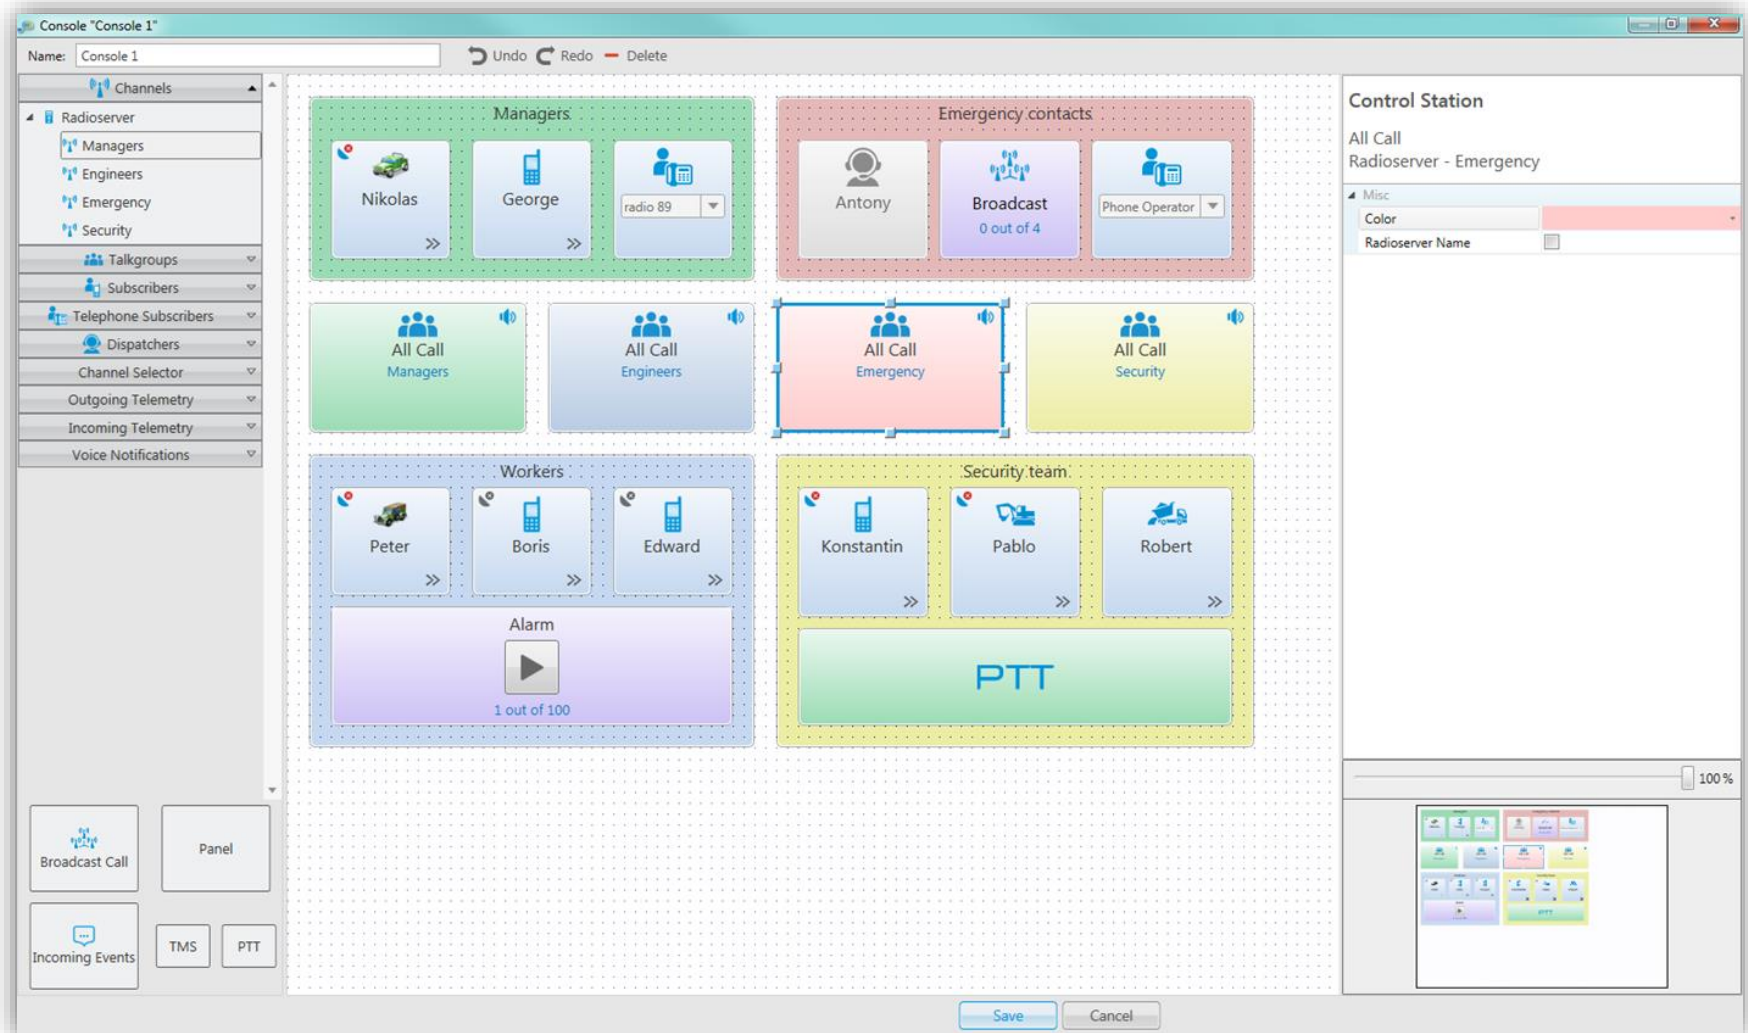 Console "Console 1"
Name: Console 1 Undo Redo Delete
Channels
Radioserver
Managers
Engineers
Emergency
Security
Talkgroups
Subscribers
Telephone Subscribers
Dispatchers
Channel Selector
Outgoing Telemetry
Incoming Telemetry
Voice Notifications
Broadcast Call
Panel
Incoming Events
TMS
PTT
Managers
Nikolas
George
radio 89
Emergency contacts
Antony
Broadcast
0 out of 4
Phone Operator
All Call
Managers
All Call
Engineers
All Call
Emergency
All Call
Security
Workers
Peter
Boris
Edward
Alarm
1 out of 100
Security team
Konstantin
Pablo
Robert
PTT
Control Station
All Call
Radioserver - Emergency
Misc
Color
Radioserver Name
100 %
PTT
Save
Cancel